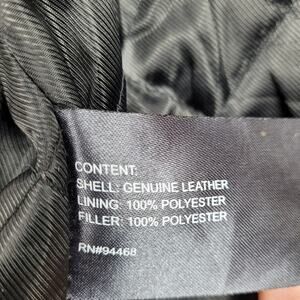 CONTENT:
SHELL: GENUINE LEATHER
LINING: 100% POLYESTER
FILLER: 100% POLYESTER
RN#94468